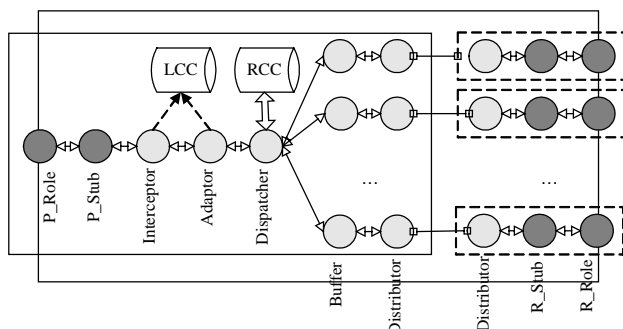 LCC
RCC
...
...
P_Role
P_Stub
Interceptor
Adaptor
Dispatcher
Buffer
Distributor
Distributor
R_Stub
R_Role